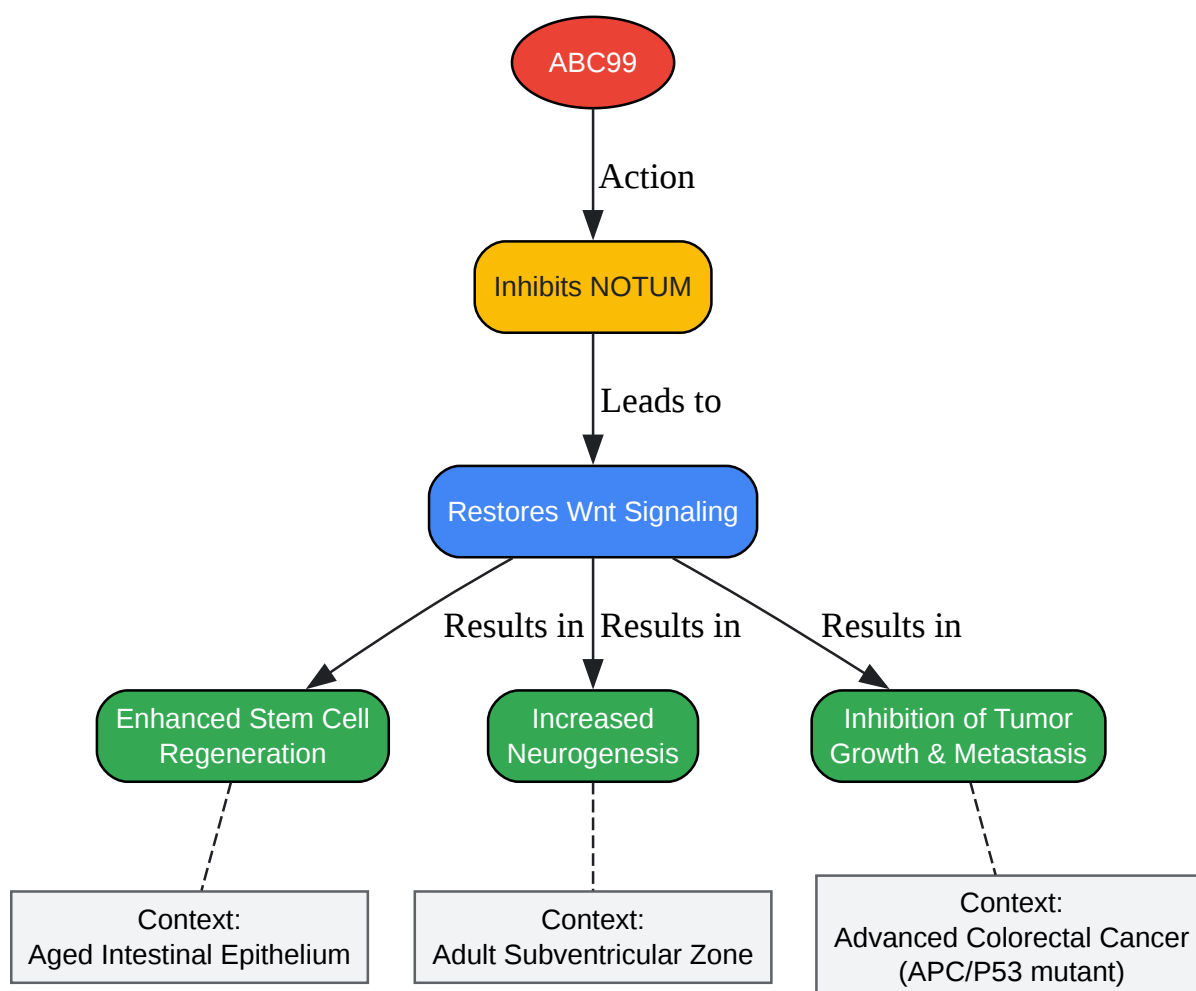 ABC99
Action
Inhibits NOTUM
Leads to
Restores Wnt Signaling
Results in
Results in
Results in
Enhanced Stem Cell
Regeneration
Increased
Neurogenesis
Inhibition of Tumor
Growth & Metastasis
Context:
Aged Intestinal Epithelium
Context:
Adult Subventricular Zone
Context:
Advanced Colorectal Cancer
(APC/P53 mutant)